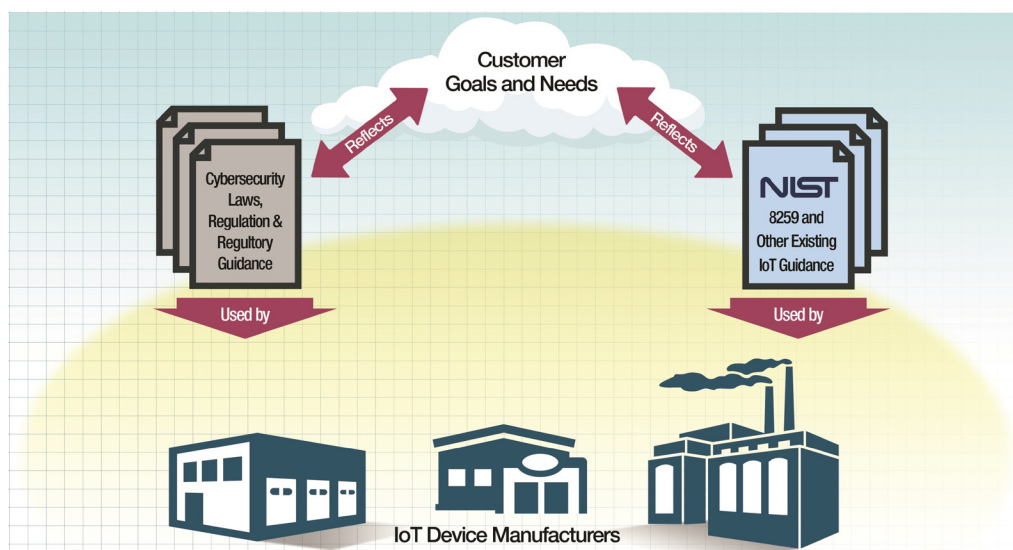 Customer
Goals and Needs
Reflects
Reflects
Cybersecurity
Laws,
Regulation &
Regultory
Guidance
NIST
8259 and
Other Existing
IoT Guidance
Used by
Used by
IoT Device Manufacturers